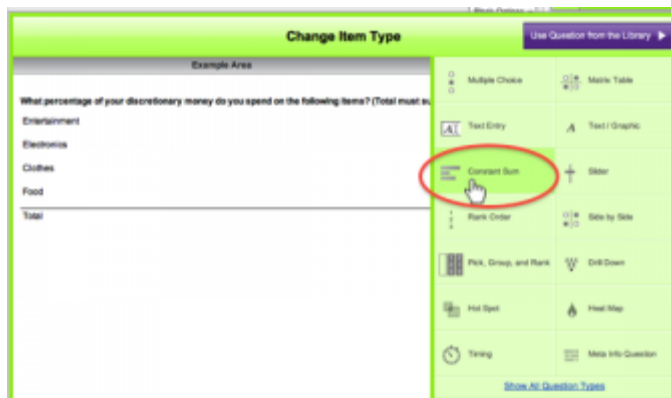 Block Options
Change Item Type
Use Question from the Library
Example Area
What percentage of your discretionary money do you spend on the following items? (Total must su
Entertainment
Electronics
Clothes
Food
Total
Multiple Choice
Matrix Table
Text Entry
Text / Graphic
Constant Sum
Slider
Rank Order
Side by Side
Pick, Group, and Rank
Drill Down
Hot Spot
Heat Map
Timing
Meta Info Question
Show All Question Types